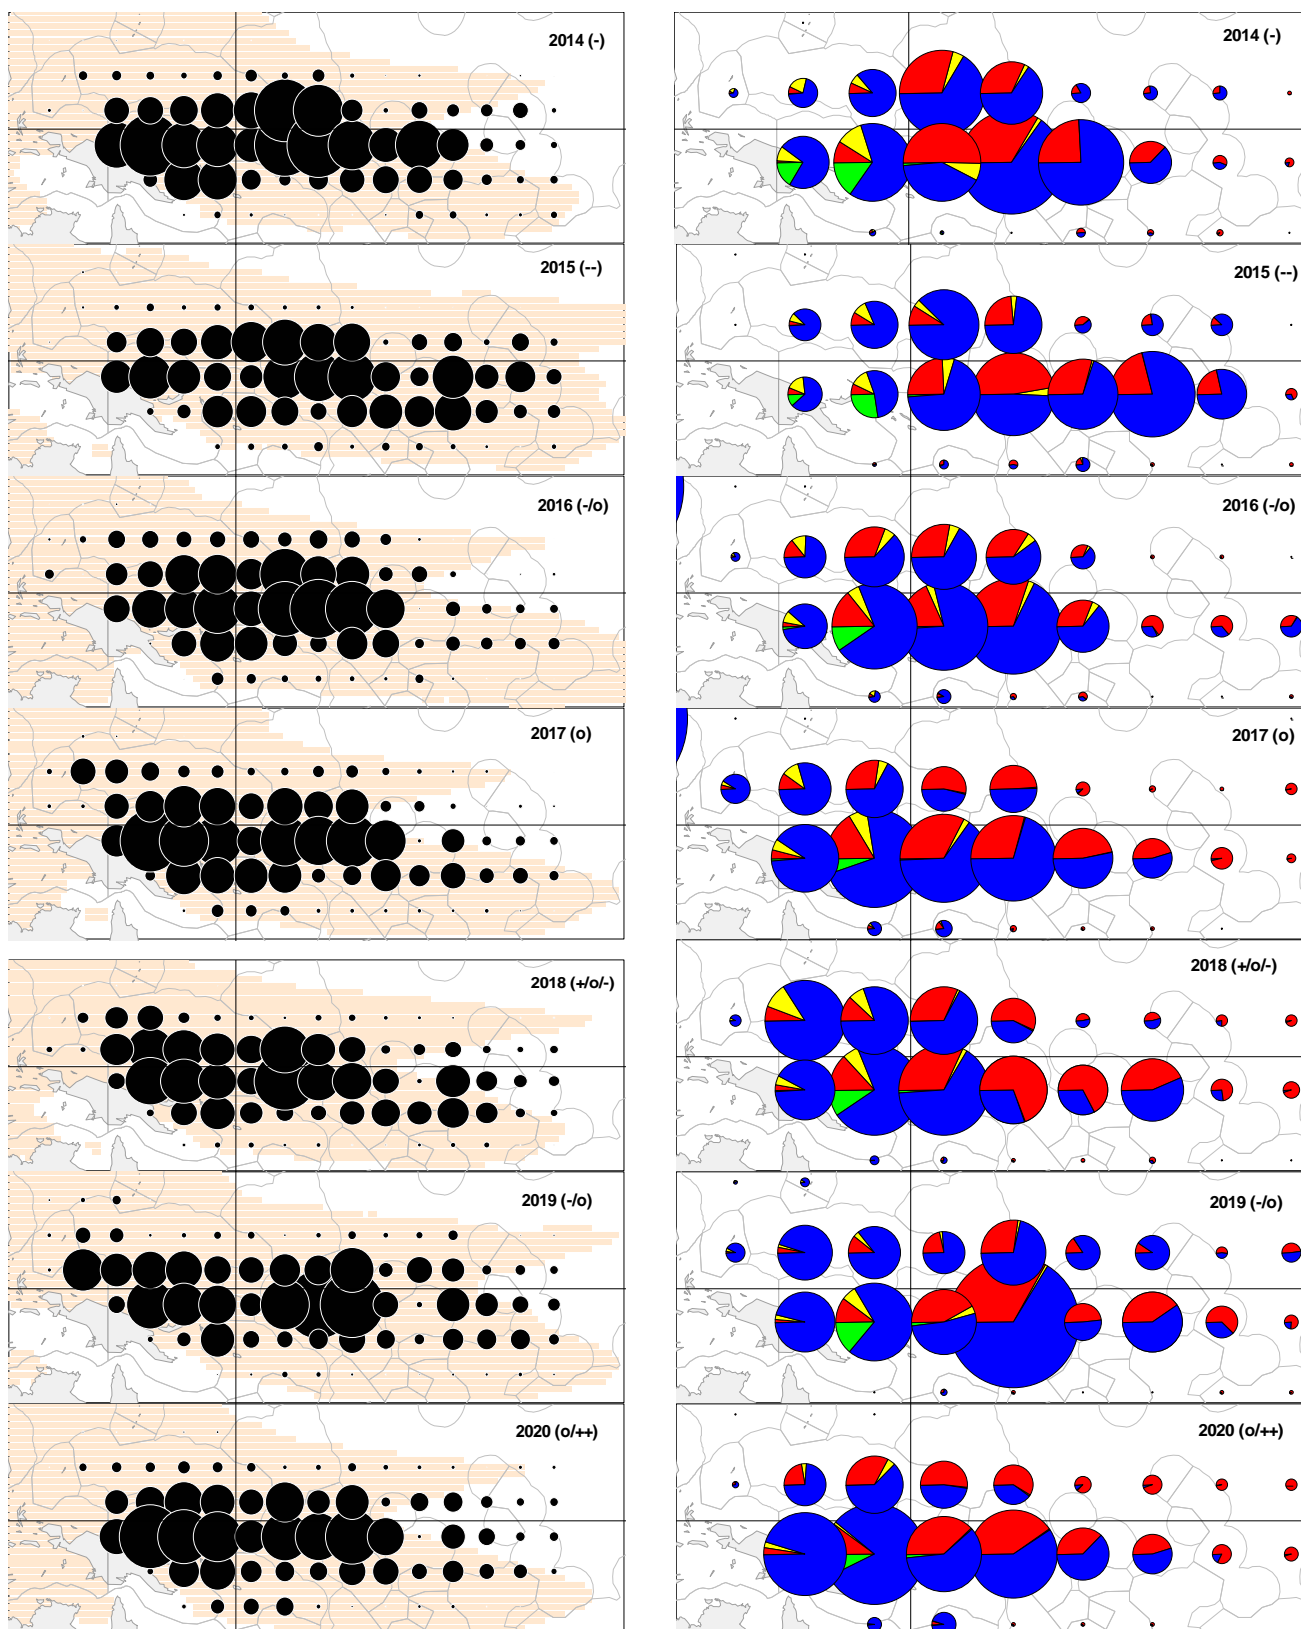 2014 (-)
2014 (-)
2015 (--)
2015 (--)
2016 (-/o)
2016 (-/o)
2017 (o)
2017 (o)
2018 (+/o/-)
2018 (+/o/-)
2019 (-/o)
2019 (-/o)
2020 (o/++)
2020 (o/++)